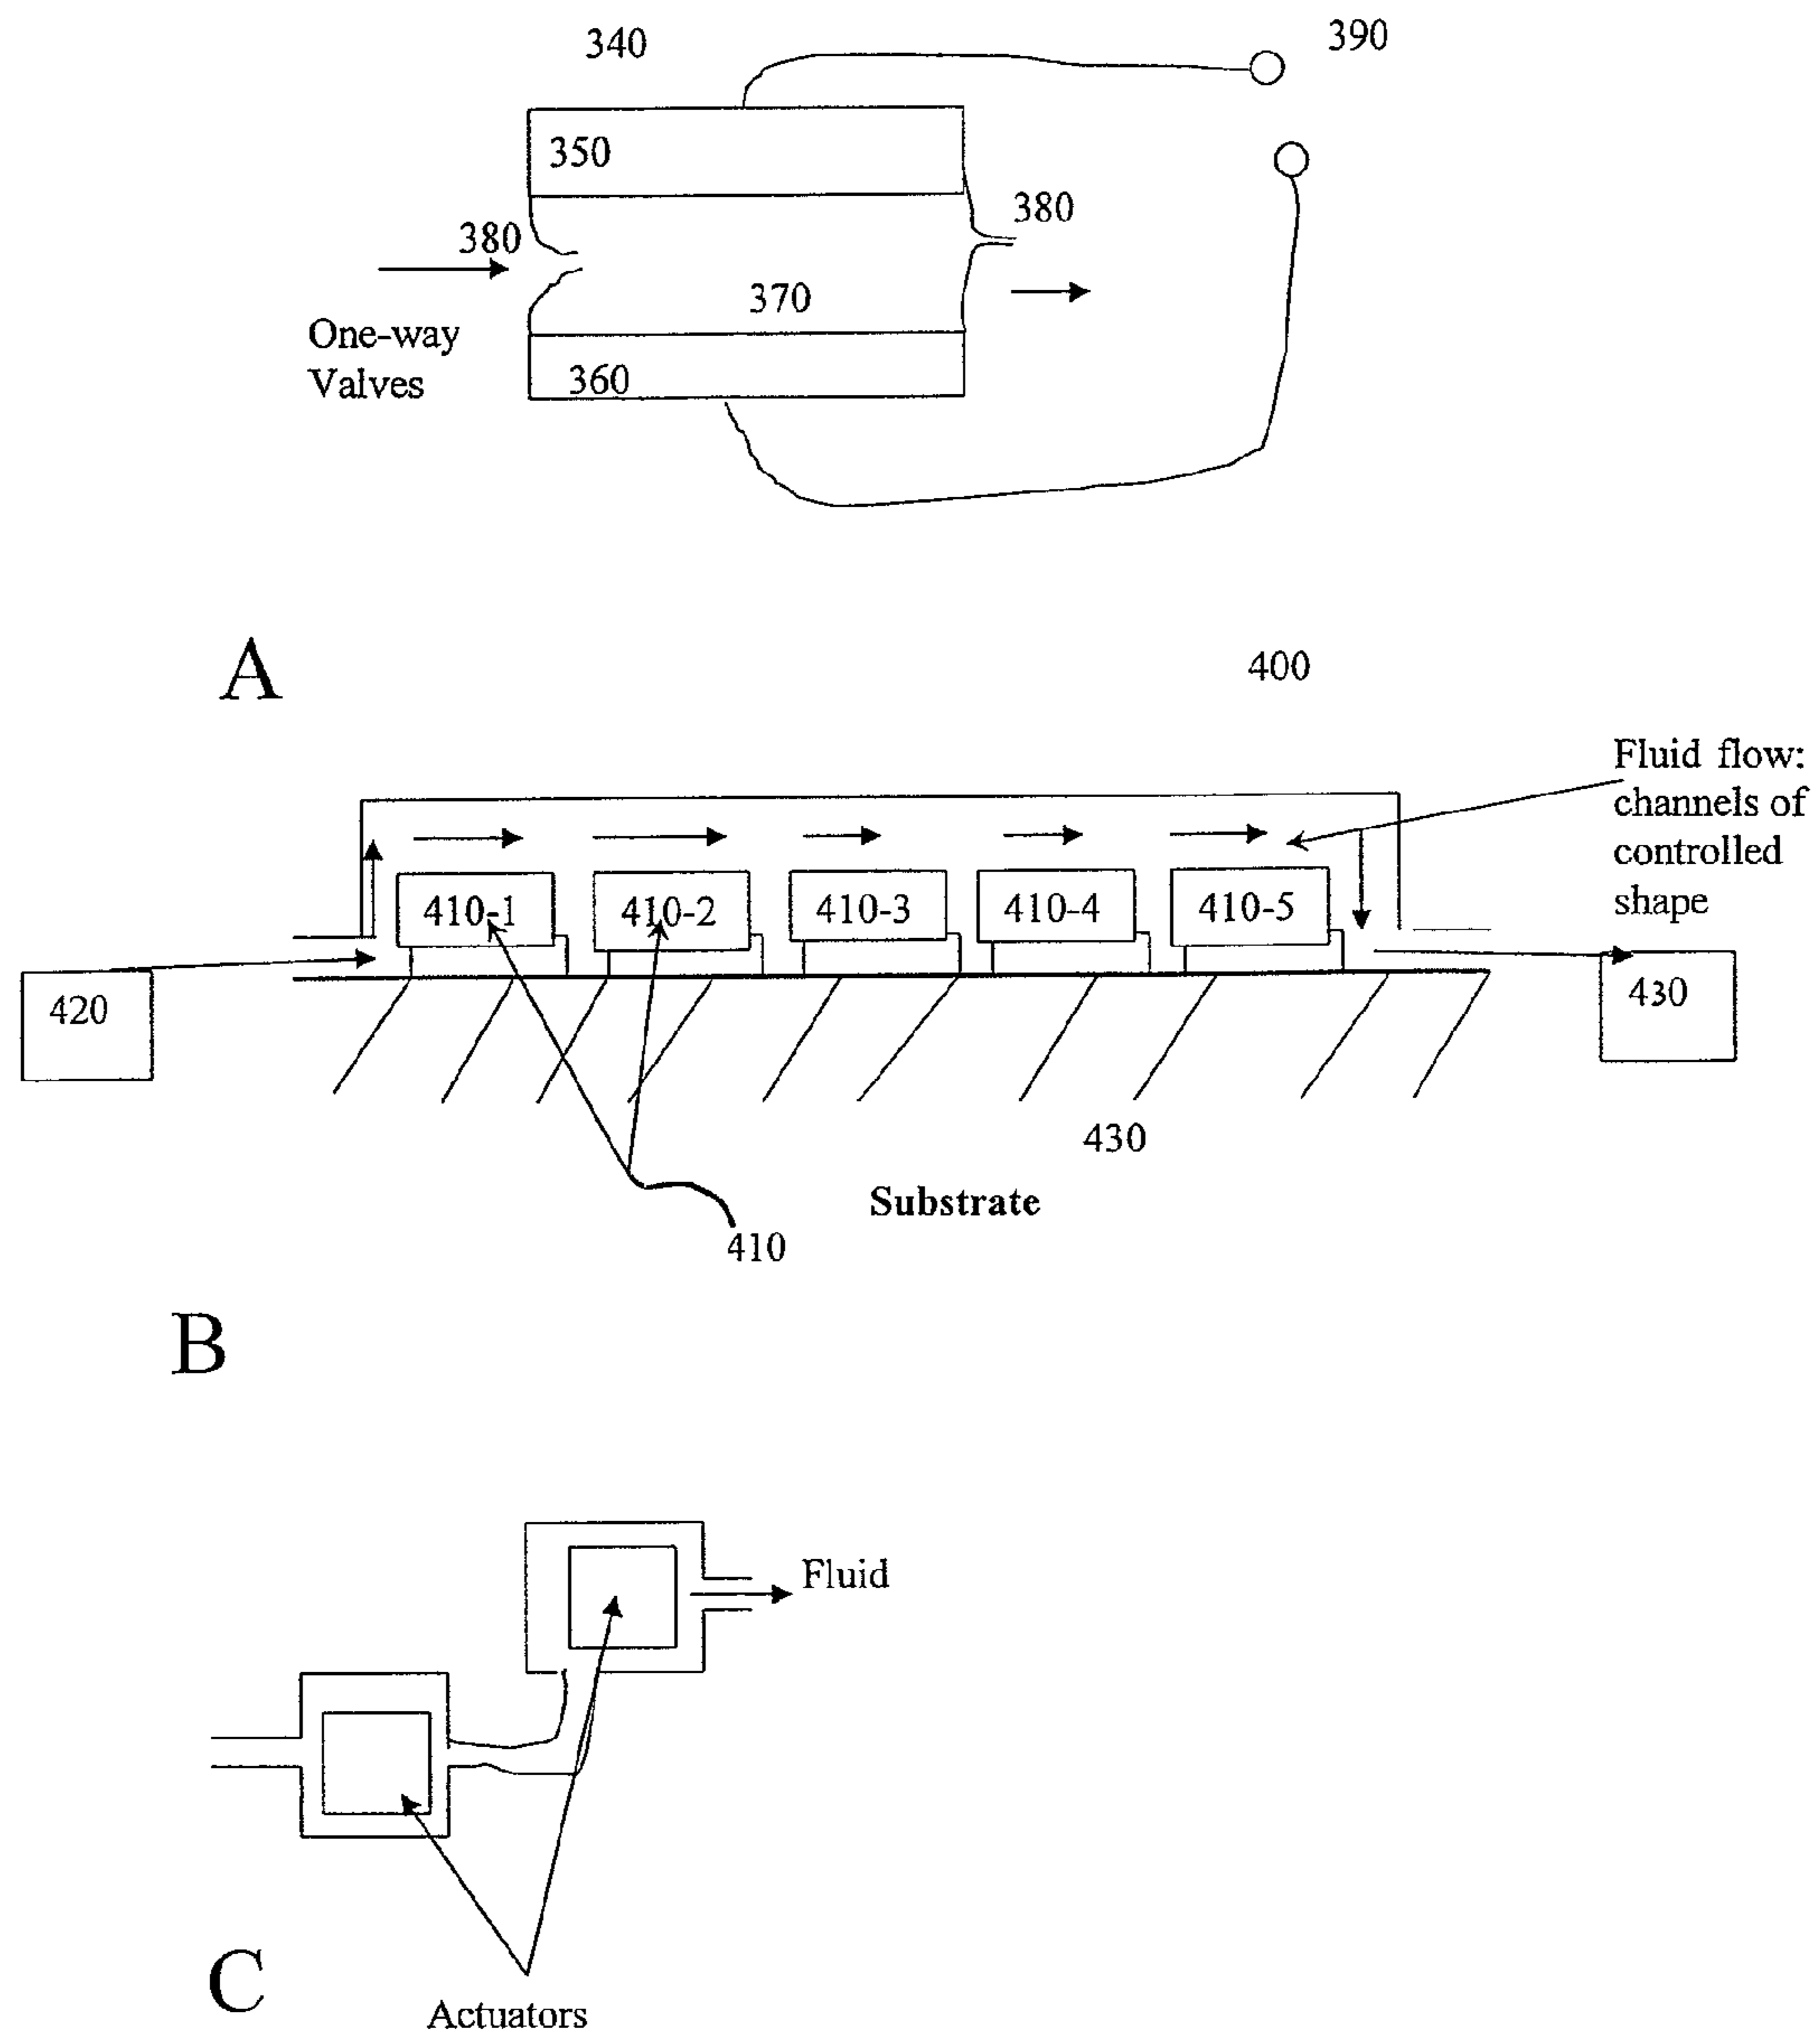 340
390
350
380
380
370
One-way
Valves
360
A
400
Fluid flow:
channels of
controlled
shape
410-1
410-2
410-3
410-4
410-5
420
430
430
Substrate
410
B
Fluid
C
Actuators